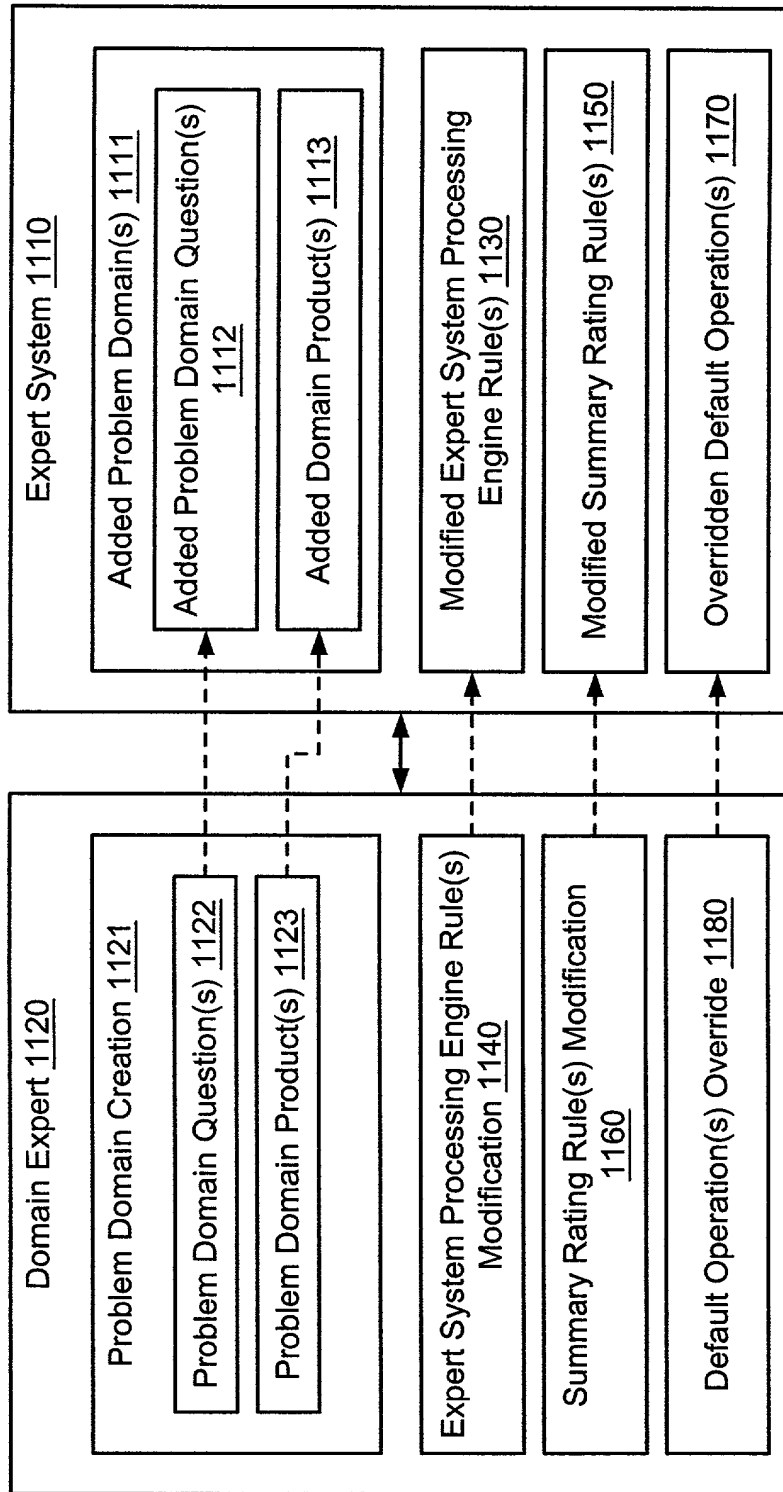 Domain Expert 1120
Problem Domain Creation 1121
Problem Domain Question(s) 1122
Problem Domain Product(s) 1123
Expert System Processing Engine Rule(s)
Modification 1140
Summary Rating Rule(s) Modification
1160
Default Operation(s) Override 1180
Expert System 1110
Added Problem Domain(s) 1111
Added Problem Domain Question(s)
1112
Added Domain Product(s) 1113
Modified Expert System Processing
Engine Rule(s) 1130
Modified Summary Rating Rule(s) 1150
Overridden Default Operation(s) 1170